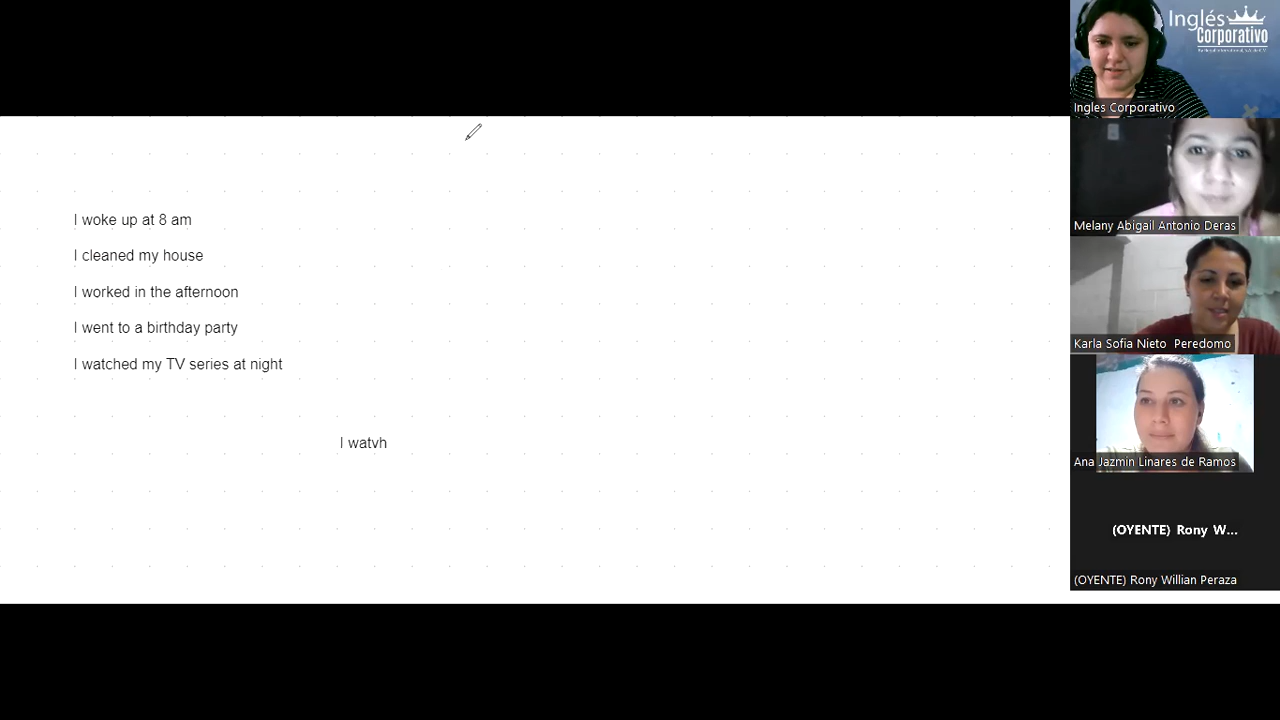 I woke up at 8 am
I cleaned my house
I worked in the afternoon
I went to a birthday party
I watched my TV series at night
I watvh
Inglés
Corporativo
Ingles Corporativo
Melany Abigail Antonio Deras
Karla Sofia Nieto Peredomo
Ana Jazmin Linares de Ramos
(OYENTE) Rony W...
(OYENTE) Rony Willian Peraza